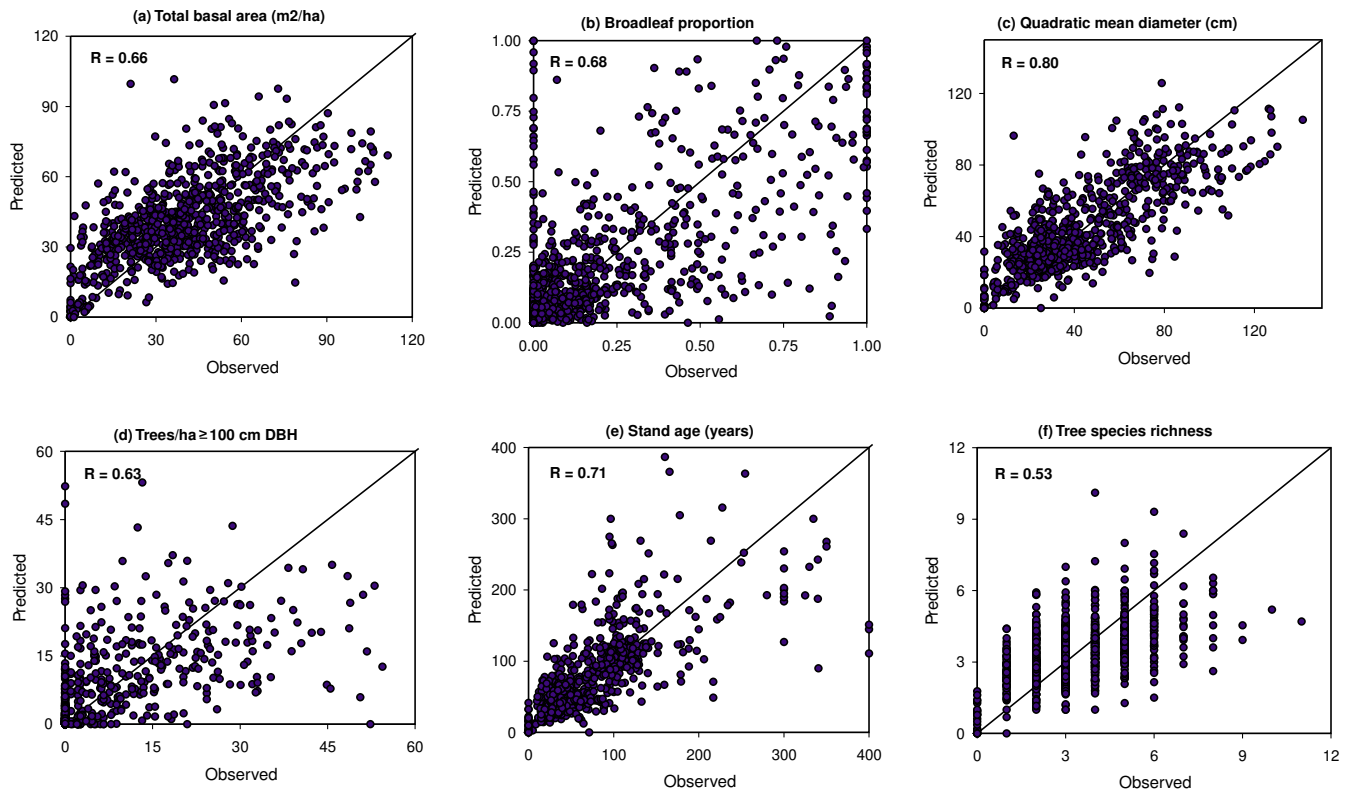 (a) Total basal area (m2/ha)
R = 0.66
120
90
60
30
0
Predicted
0 30 60 90 120
Observed
(b) Broadleaf proportion
R = 0.68
1.00
0.75
0.50
0.25
0.00
Predicted
0.00 0.25 0.50 0.75 1.00
Observed
(c) Quadratic mean diameter (cm)
R = 0.80
120
80
40
0
Predicted
0 40 80 120
Observed
(d) Trees/ha ≥ 100 cm DBH
R = 0.63
60
45
30
15
0
Predicted
0 15 30 45 60
Observed
(e) Stand age (years)
R = 0.71
400
300
200
100
0
Predicted
0 100 200 300 400
Observed
(f) Tree species richness
R = 0.53
12
9
6
3
0
Predicted
0 3 6 9 12
Observed